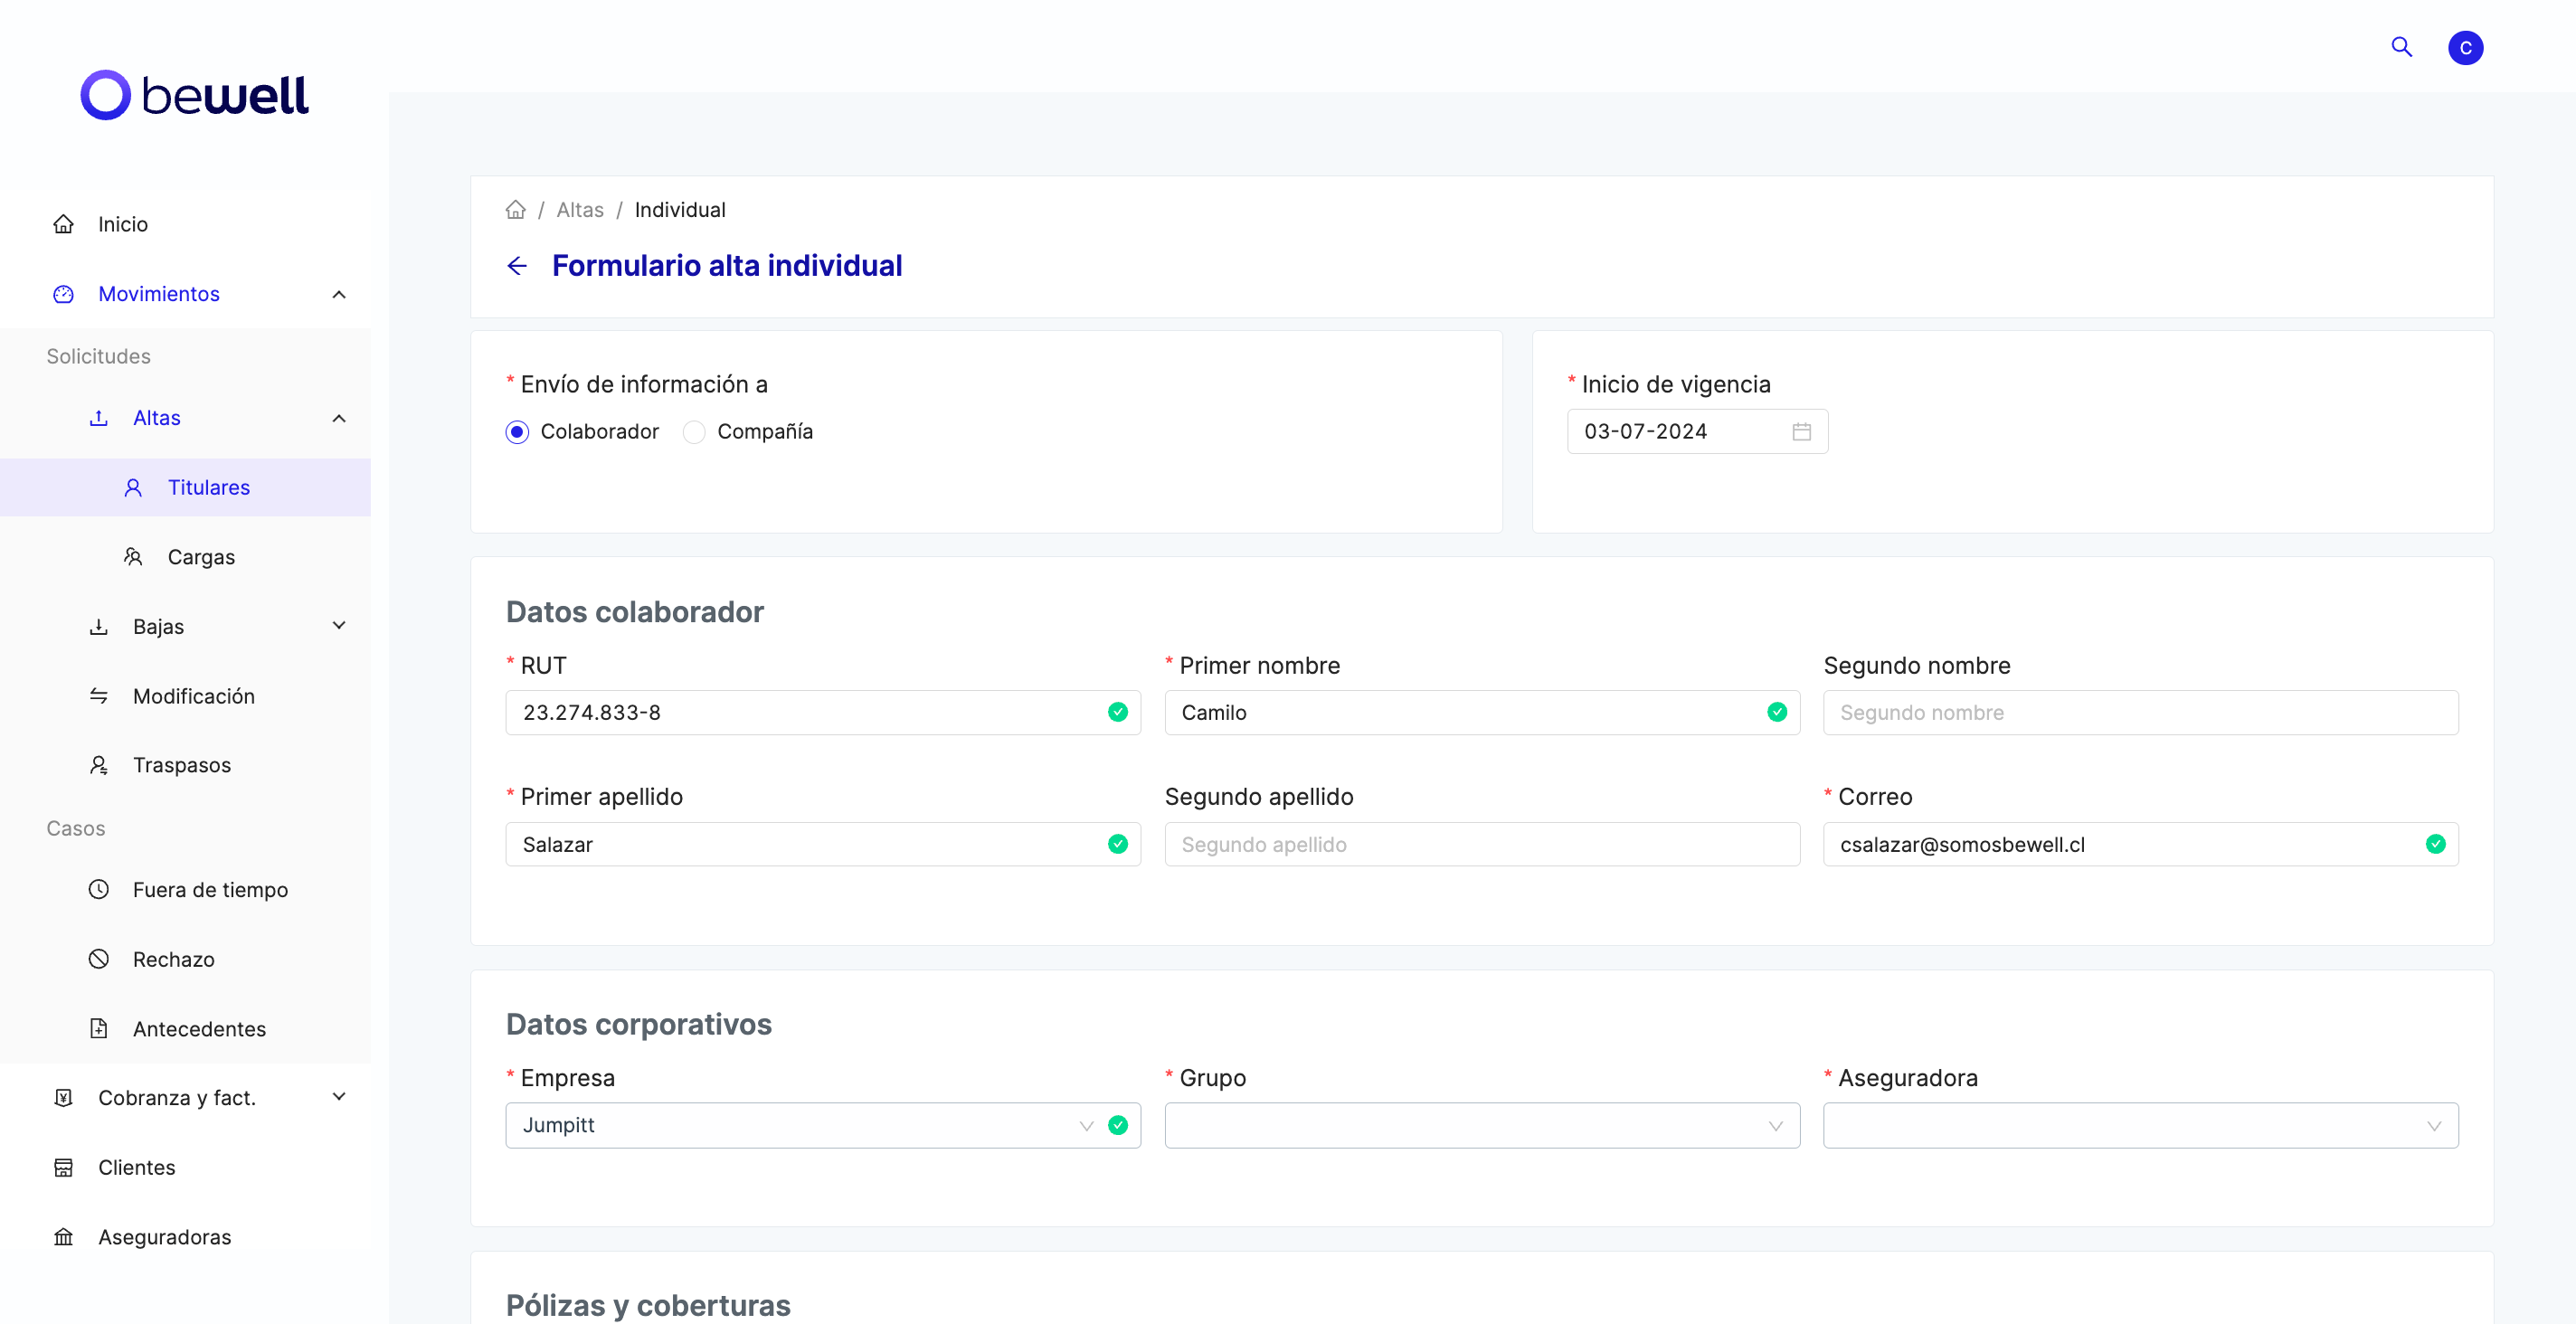 bewell
C
Inicio
Movimientos
Solicitudes
Altas
Titulares
Cargas
Bajas
Modificación
Traspasos
Casos
Fuera de tiempo
Rechazo
Antecedentes
Cobranza y fact.
Clientes
Aseguradoras
/ Altas / Individual
Formulario alta individual
* Envío de información a
Colaborador Compañía
* Inicio de vigencia
03-07-2024
Datos colaborador
* RUT * Primer nombre Segundo nombre
23.274.833-8 Camilo Segundo nombre
* Primer apellido Segundo apellido * Correo
Salazar Segundo apellido csalazar@somosbewell.cl
Datos corporativos
* Empresa * Grupo * Aseguradora
Jumpitt
Pólizas y coberturas